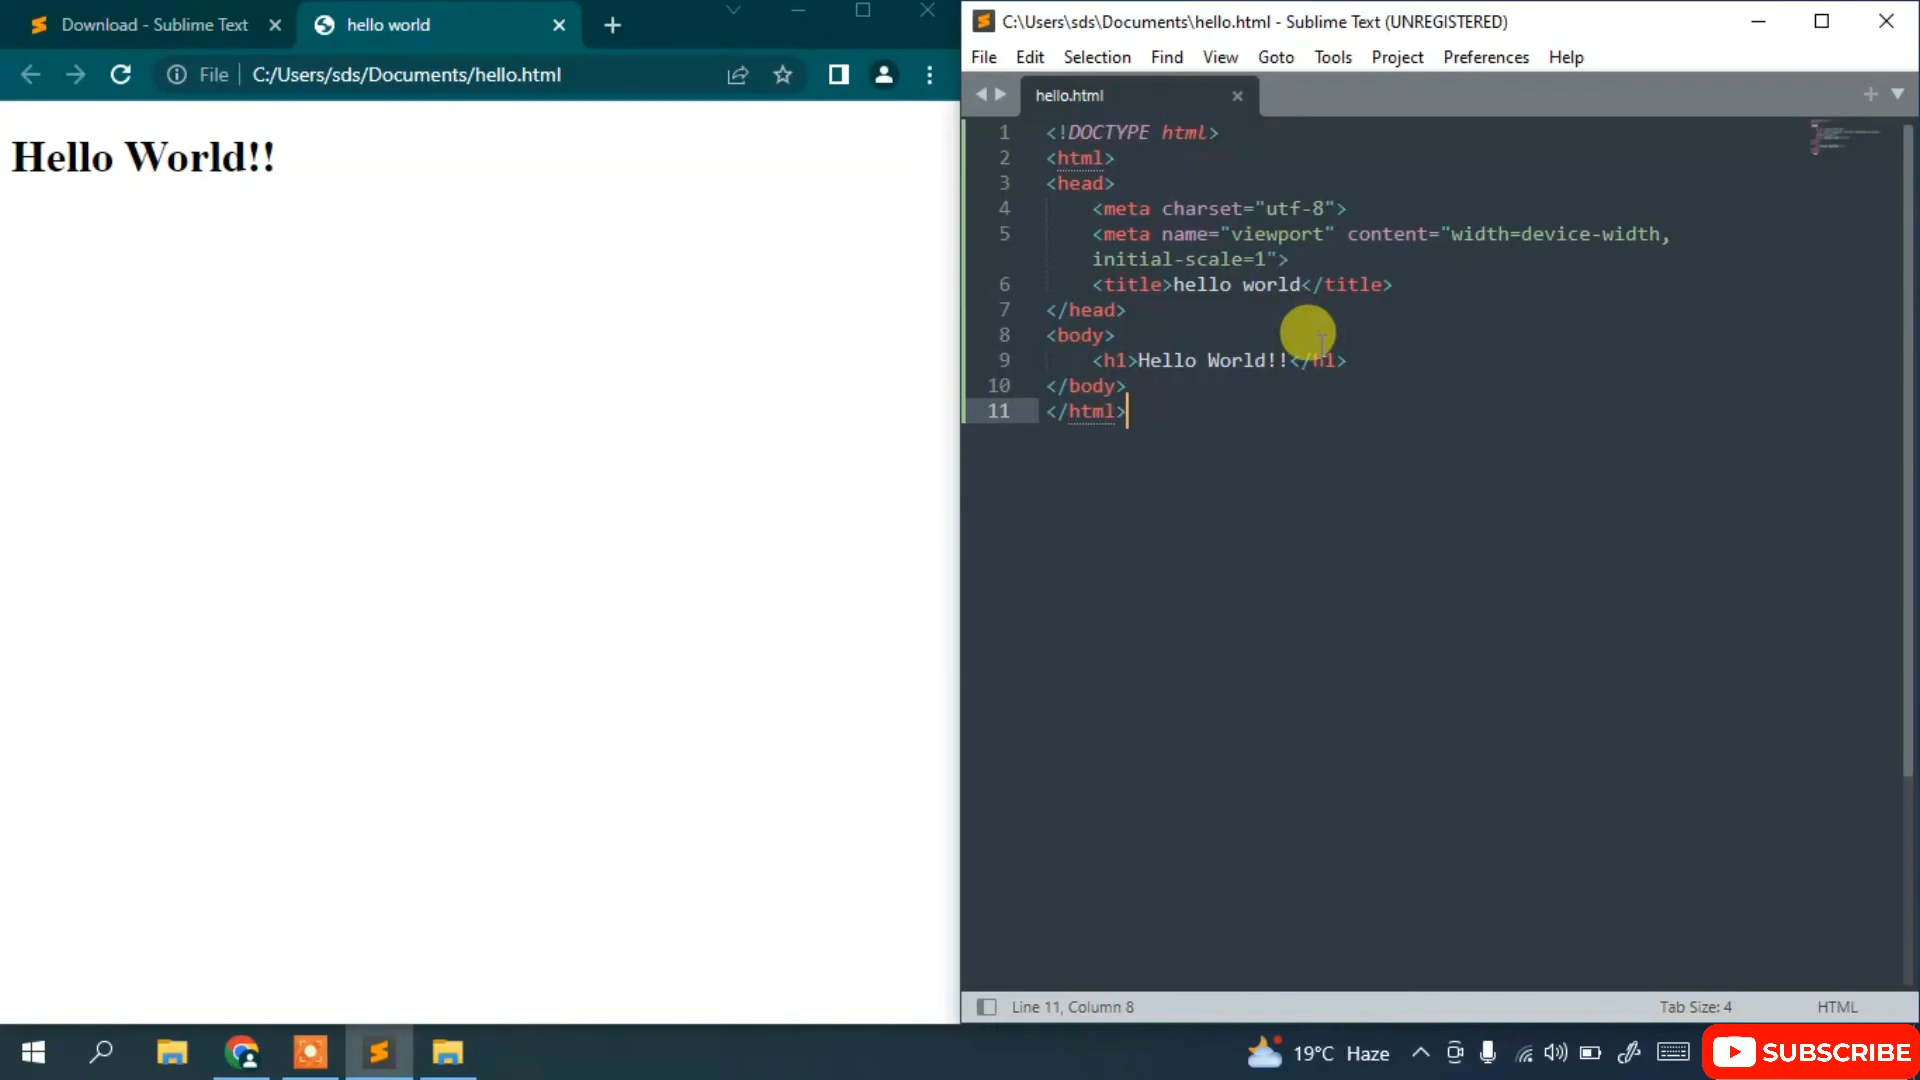 Download - Sublime Text
hello world
File
C:/Users/sds/Documents/hello.html
Hello World!!
C:\Users\sds\Documents\hello.html - Sublime Text (UNREGISTERED)
File Edit Selection Find View Goto Tools Project Preferences Help
hello.html
1 <!DOCTYPE html>
2 <html>
3 <head>
4 <meta charset="utf-8">
5 <meta name="viewport" content="width=device-width,
initial-scale=1">
6 <title>hello world</title>
7 </head>
8 <body>
9 <h1>Hello World!!</h1>
10 </body>
11 </html>
Line 11, Column 8
Tab Size: 4
HTML
19°C Haze
SUBSCRIBE